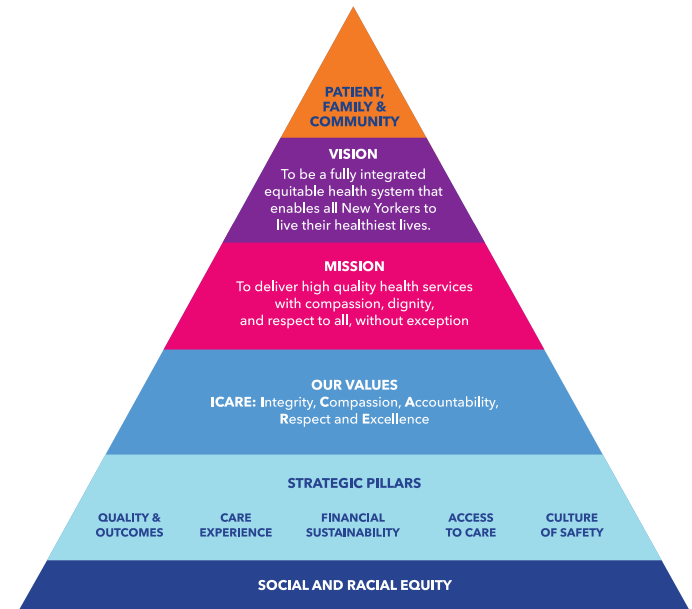 PATIENT,
FAMILY &
COMMUNITY
VISION
To be a fully integrated
equitable health system that
enables all New Yorkers to
live their healthiest lives.
MISSION
To deliver high quality health services
with compassion, dignity,
and respect to all, without exception
OUR VALUES
ICARE: Integrity, Compassion, Accountability,
Respect and Excellence
STRATEGIC PILLARS
QUALITY &
OUTCOMES
CARE
EXPERIENCE
FINANCIAL
SUSTAINABILITY
ACCESS
TO CARE
CULTURE
OF SAFETY
SOCIAL AND RACIAL EQUITY